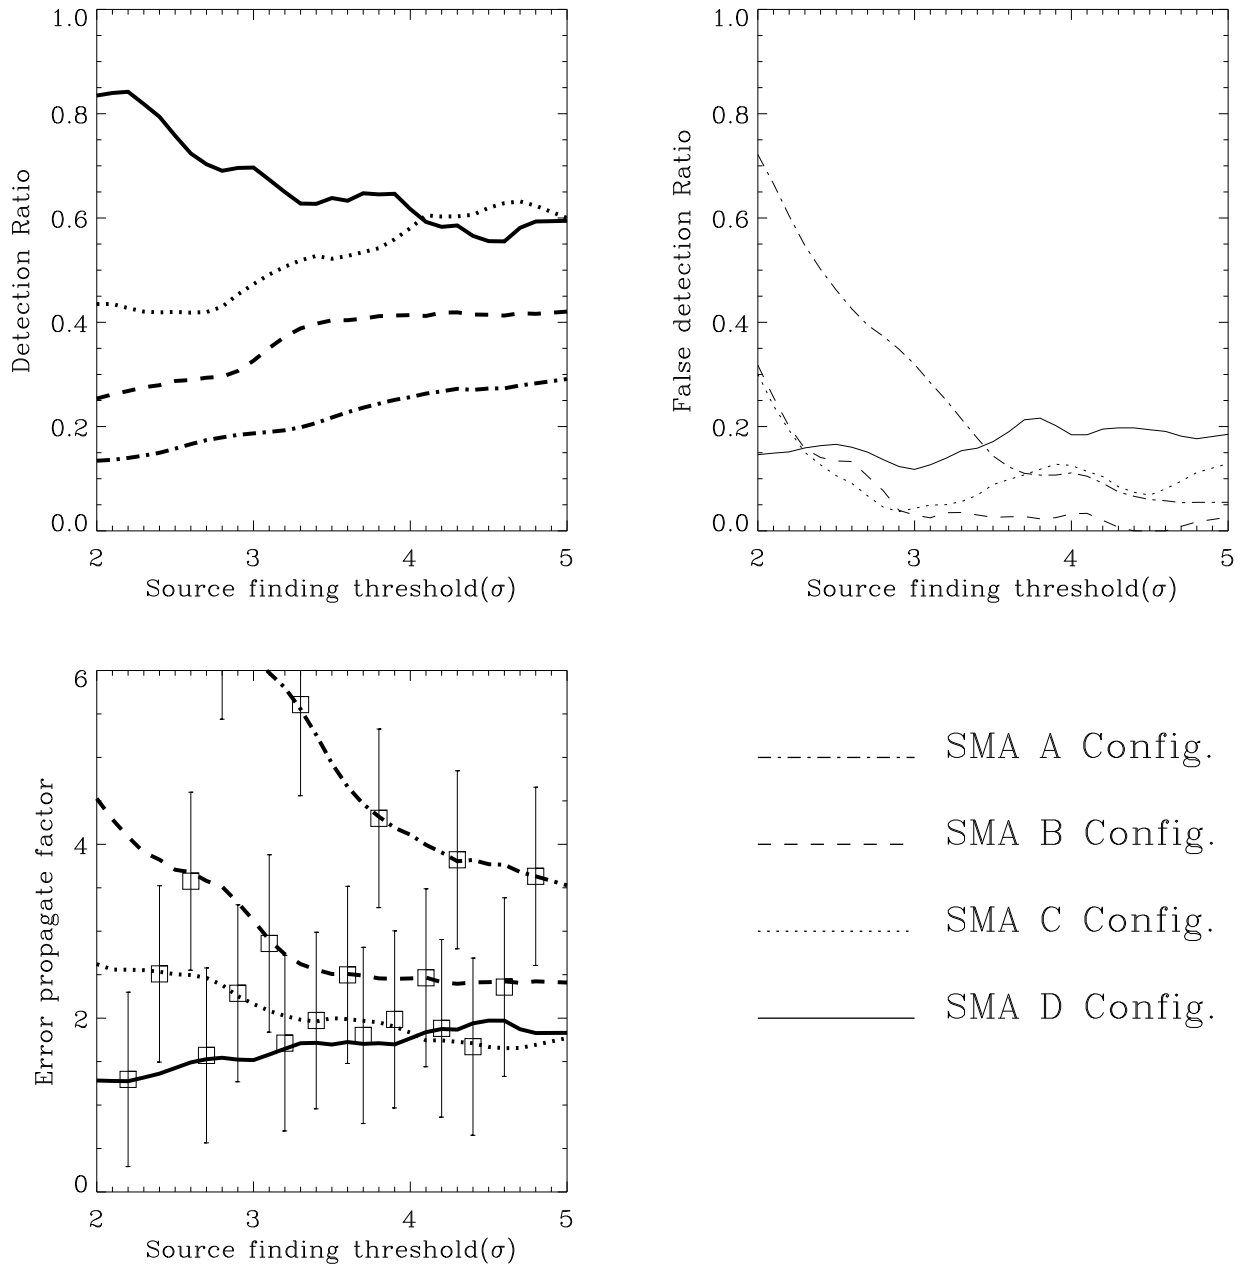 1.0
0.8
0.6
0.4
0.2
0.0
Detection Ratio
2 3 4 5
Source finding threshold(σ)
1.0
0.8
0.6
0.4
0.2
0.0
False detection Ratio
2 3 4 5
Source finding threshold(σ)
6
4
2
0
Error propagate factor
2 3 4 5
Source finding threshold(σ)
SMA A Config.
SMA B Config.
SMA C Config.
SMA D Config.